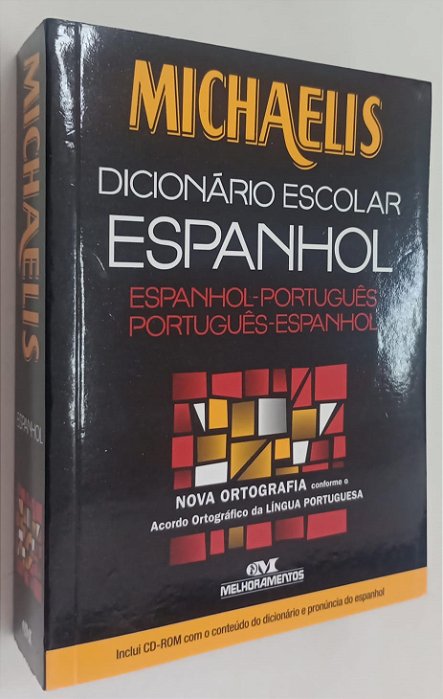 MICHAELIS
DICIONÁRIO ESCOLAR
ESPANHOL
ESPANHOL-PORTUGUÊS
PORTUGUÊS-ESPANHOL
NOVA ORTOGRAFIA conforme o
Acordo Ortográfico da LÍNGUA PORTUGUESA
MELHORAMENTOS
Inclui CD-ROM com o conteúdo do dicionário e pronúncia do espanhol
MICHAELIS
ESPANHOL